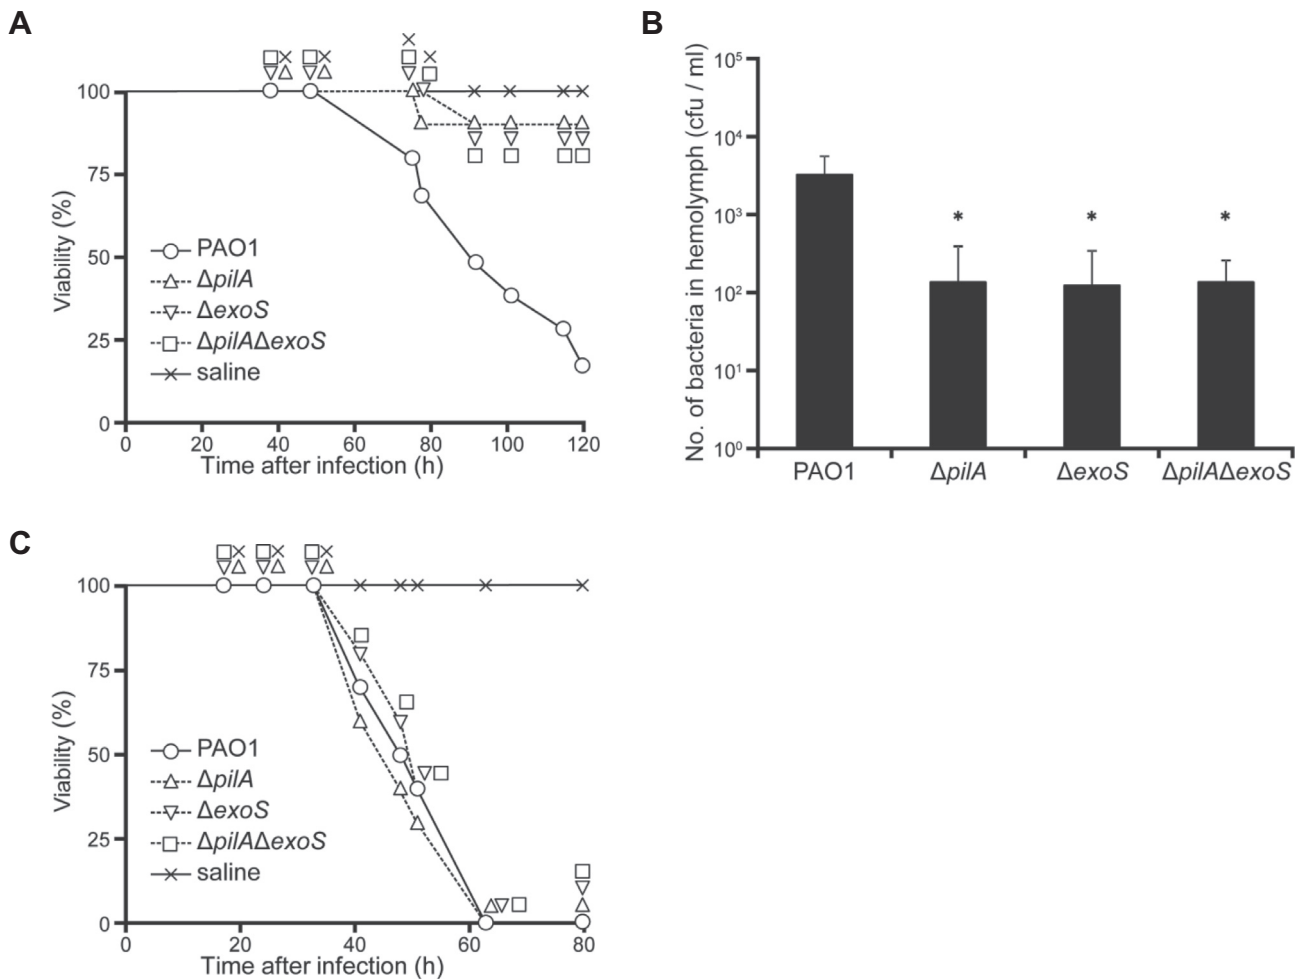 A
100
75
50
25
0
Viability (%)
PAO1
ΔpilA
ΔexoS
ΔpilAΔexoS
saline
0 20 40 60 80 100 120
Time after infection (h)
B
No. of bacteria in hemolymph (cfu / ml)
10⁵
10⁴
10³
10²
10¹
10⁰
* * *
PAO1 ΔpilA ΔexoS ΔpilAΔexoS
C
100
75
50
25
0
Viability (%)
PAO1
ΔpilA
ΔexoS
ΔpilAΔexoS
saline
0 20 40 60 80
Time after infection (h)